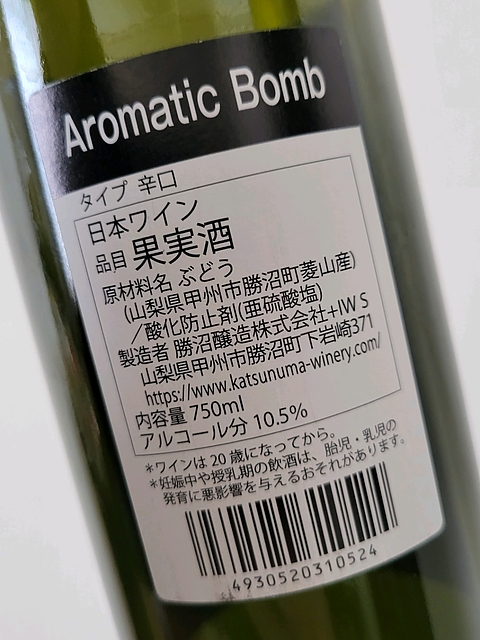 Aromatic Bomb
タイプ 辛口
日本ワイン
品目 果実酒
原材料名 ぶどう
(山梨県甲州市勝沼町菱山産)
/酸化防止剤(亜硫酸塩)
製造者 勝沼醸造株式会社+IW S
山梨県甲州市勝沼町下岩崎371
https://www.katsunuma-winery.com/
内容量 750ml
アルコール分 10.5%
*ワインは 20 歳になってから。
*妊娠中や授乳期の飲酒は、胎児・乳児の
発育に悪影響を与えるおそれがあります。
4930520310524